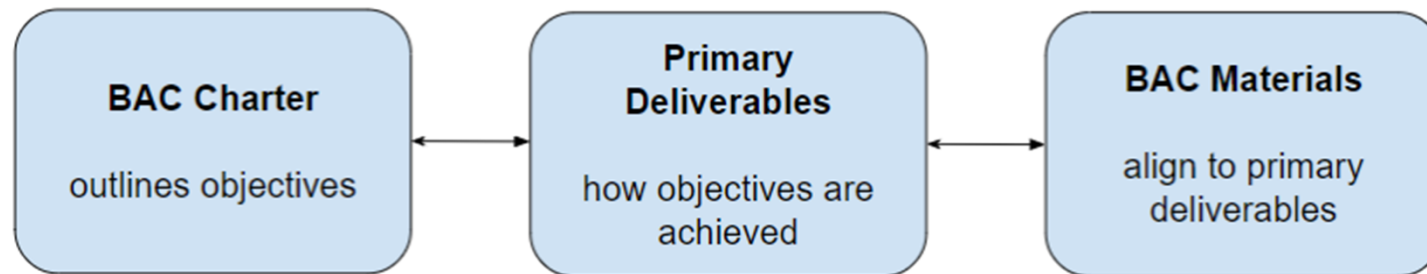 BAC Charter
outlines objectives
Primary
Deliverables
how objectives are
achieved
BAC Materials
align to primary
deliverables